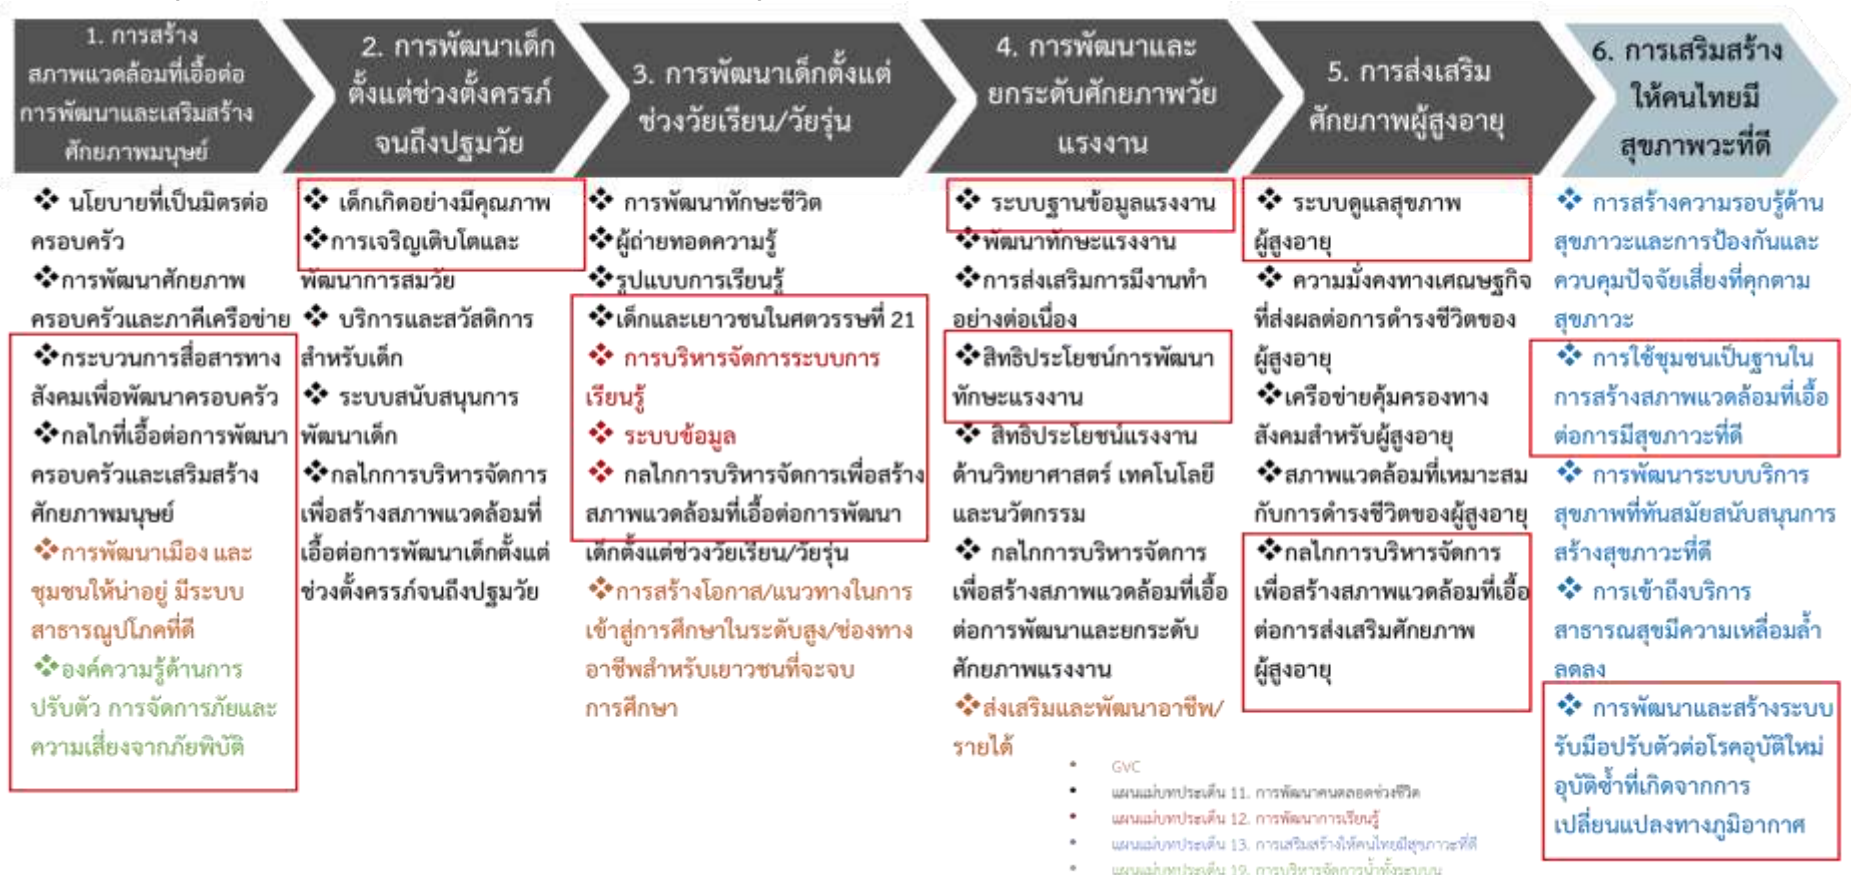 1. การสร้าง
สภาพแวดล้อมที่เอื้อต่อ
การพัฒนาและเสริมสร้าง
ศักยภาพมนุษย์
2. การพัฒนาเด็ก
ตั้งแต่ช่วงตั้งครรภ์
จนถึงปฐมวัย
3. การพัฒนาเด็กตั้งแต่
ช่วงวัยเรียน/วัยรุ่น
4. การพัฒนาและ
ยกระดับศักยภาพวัย
แรงงาน
5. การส่งเสริม
ศักยภาพผู้สูงอายุ
6. การเสริมสร้าง
ให้คนไทยมี
สุขภาพวะที่ดี
❖ นโยบายที่เป็นมิตรต่อ
ครอบครัว
❖การพัฒนาศักยภาพ
ครอบครัวและภาคีเครือข่าย
❖กระบวนการสื่อสารทาง
สังคมเพื่อพัฒนาครอบครัว
❖กลไกที่เอื้อต่อการพัฒนา
ครอบครัวและเสริมสร้าง
ศักยภาพมนุษย์
❖การพัฒนาเมือง และ
ชุมชนให้น่าอยู่ มีระบบ
สาธารณูปโภคที่ดี
❖องค์ความรู้ด้านการ
ปรับตัว การจัดการภัยและ
ความเสี่ยงจากภัยพิบัติ
❖ เด็กเกิดอย่างมีคุณภาพ
❖การเจริญเติบโตและ
พัฒนาการสมวัย
❖ บริการและสวัสดิการ
สำหรับเด็ก
❖ ระบบสนับสนุนการ
พัฒนาเด็ก
❖กลไกการบริหารจัดการ
เพื่อสร้างสภาพแวดล้อมที่
เอื้อต่อการพัฒนาเด็กตั้งแต่
ช่วงตั้งครรภ์จนถึงปฐมวัย
❖ การพัฒนาทักษะชีวิต
❖ผู้ถ่ายทอดความรู้
❖รูปแบบการเรียนรู้
❖เด็กและเยาวชนในศตวรรษที่ 21
❖ การบริหารจัดการระบบการ
เรียนรู้
❖ ระบบข้อมูล
❖ กลไกการบริหารจัดการเพื่อสร้าง
สภาพแวดล้อมที่เอื้อต่อการพัฒนา
เด็กตั้งแต่ช่วงวัยเรียน/วัยรุ่น
❖การสร้างโอกาส/แนวทางในการ
เข้าสู่การศึกษาในระดับสูง/ช่องทาง
อาชีพสำหรับเยาวชนที่จะจบ
การศึกษา
❖ ระบบฐานข้อมูลแรงงาน
❖พัฒนาทักษะแรงงาน
❖การส่งเสริมการมีงานทำ
อย่างต่อเนื่อง
❖สิทธิประโยชน์การพัฒนา
ทักษะแรงงาน
❖ สิทธิประโยชน์แรงงาน
ด้านวิทยาศาสตร์ เทคโนโลยี
และนวัตกรรม
❖ กลไกการบริหารจัดการ
เพื่อสร้างสภาพแวดล้อมที่เอื้อ
ต่อการพัฒนาและยกระดับ
ศักยภาพแรงงาน
❖ส่งเสริมและพัฒนาอาชีพ/
รายได้
❖ ระบบดูแลสุขภาพ
ผู้สูงอายุ
❖ ความมั่งคงทางเศณษฐกิจ
ที่ส่งผลต่อการดำรงชีวิตของ
ผู้สูงอายุ
❖เครือข่ายคุ้มครองทาง
สังคมสำหรับผู้สูงอายุ
❖สภาพแวดล้อมที่เหมาะสม
กับการดำรงชีวิตของผู้สูงอายุ
❖กลไกการบริหารจัดการ
เพื่อสร้างสภาพแวดล้อมที่เอื้อ
ต่อการส่งเสริมศักยภาพ
ผู้สูงอายุ
❖ การสร้างความรอบรู้ด้าน
สุขภาวะและการป้องกันและ
ควบคุมปัจจัยเสี่ยงที่คุกตาม
สุขภาวะ
❖ การใช้ชุมชนเป็นฐานใน
การสร้างสภาพแวดล้อมที่เอื้อ
ต่อการมีสุขภาวะที่ดี
❖ การพัฒนาระบบบริการ
สุขภาพที่ทันสมัยสนับสนุนการ
สร้างสุขภาวะที่ดี
❖ การเข้าถึงบริการ
สาธารณสุขมีความเหลื่อมล้ำ
ลดลง
❖ การพัฒนาและสร้างระบบ
รับมือปรับตัวต่อโรคอุบัติใหม่
อุบัติซ้ำที่เกิดจากการ
เปลี่ยนแปลงทางภูมิอากาศ
• GVC
• แผนแม่บทประเด็น 11. การพัฒนาคนตลอดช่วงชีวิต
• แผนแม่บทประเด็น 12. การพัฒนาการเรียนรู้
• แผนแม่บทประเด็น 13. การเสริมสร้างให้คนไทยมีสุขภาวะที่ดี
• แผนแม่บทประเด็น 19. การบริหารจัดการน้ำทั้งระบบน